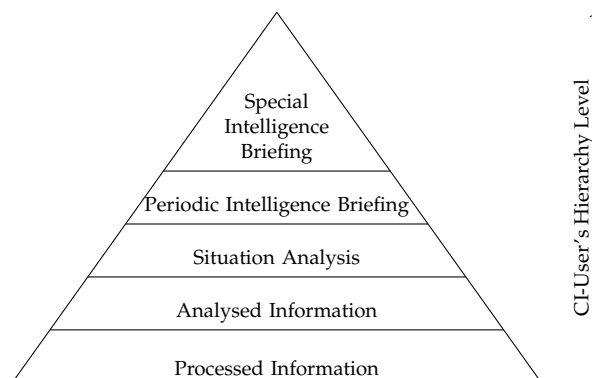 Special
Intelligence
Briefing
Periodic Intelligence Briefing
Situation Analysis
Analysed Information
Processed Information
CI-User's Hierarchy Level